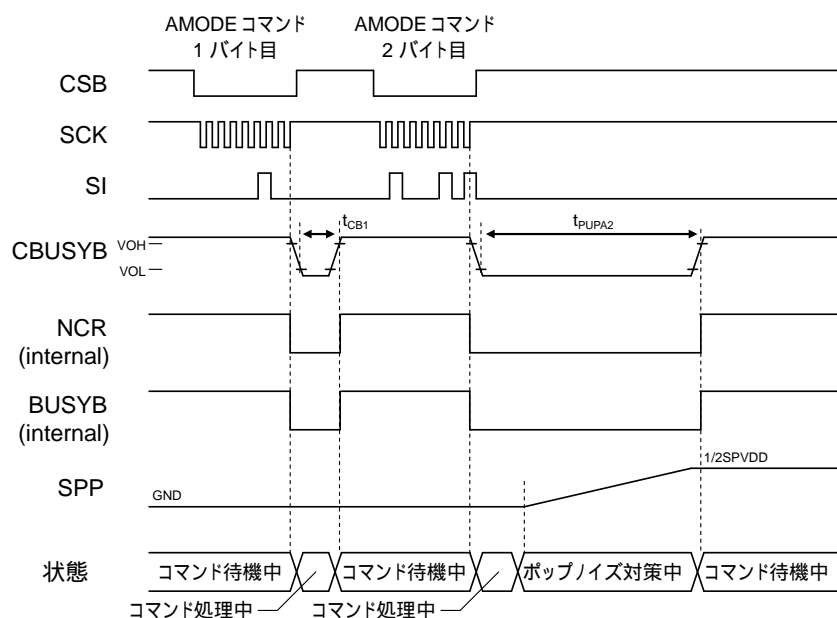 AMODE コマンド
1 バイト目
AMODE コマンド
2 バイト目
CSB
SCK
SI
tCB1
tPUPA2
CBUSYB
VOH
VOL
NCR
(internal)
BUSYB
(internal)
SPP
GND
1/2SPVDD
状態
コマンド待機中
コマンド待機中
ポップノイズ対策中
コマンド待機中
コマンド処理中
コマンド処理中